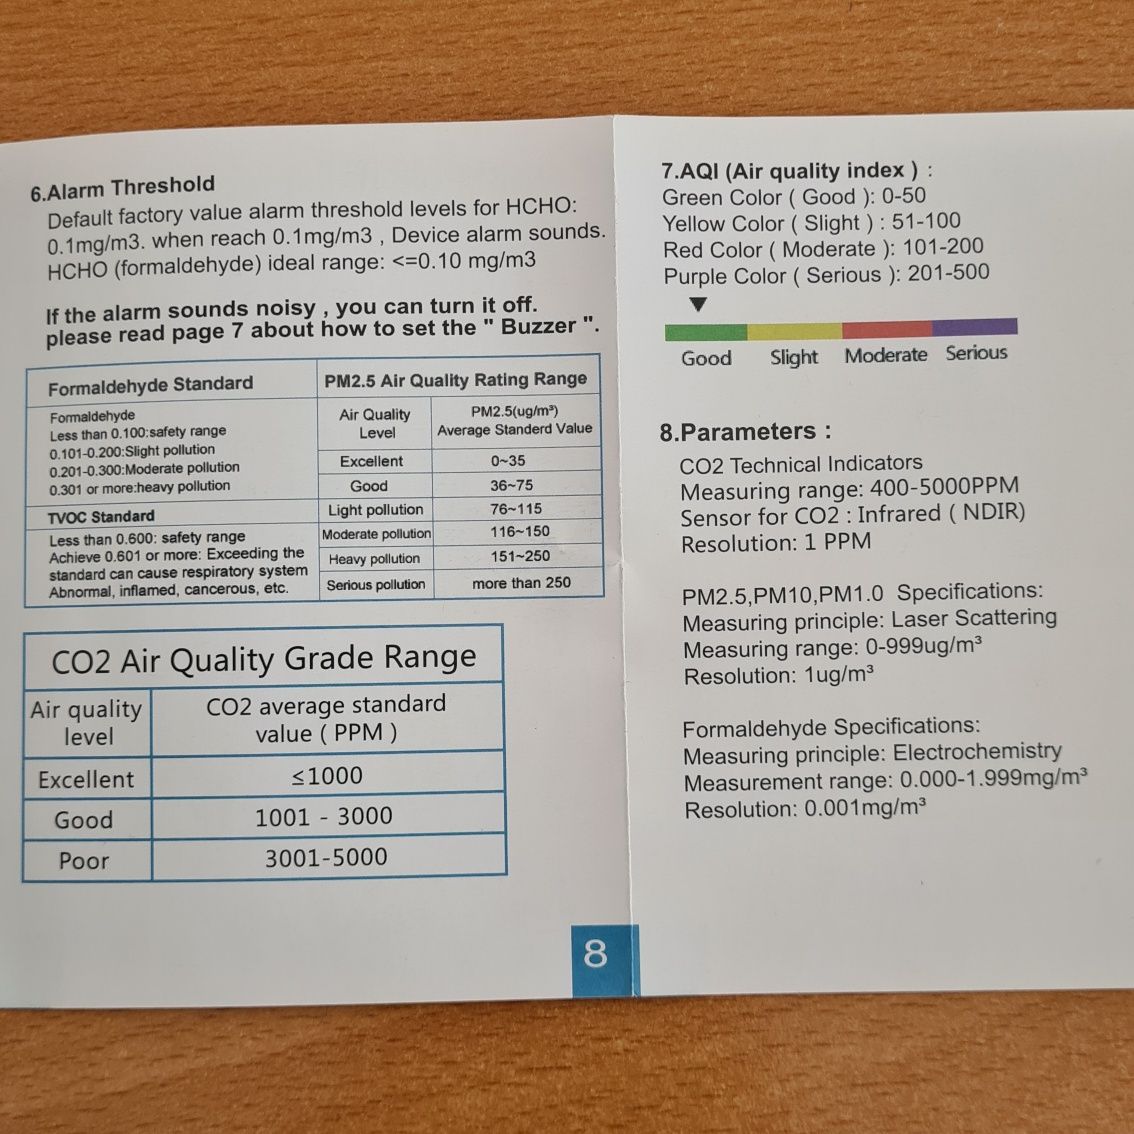 6.Alarm Threshold
Default factory value alarm threshold levels for HCHO:
0.1mg/m3. when reach 0.1mg/m3 , Device alarm sounds.
HCHO (formaldehyde) ideal range: <=0.10 mg/m3
If the alarm sounds noisy , you can turn it off.
please read page 7 about how to set the " Buzzer ".
Formaldehyde Standard
Formaldehyde
Less than 0.100:safety range
0.101-0.200:Slight pollution
0.201-0.300:Moderate pollution
0.301 or more:heavy pollution
TVOC Standard
Less than 0.600: safety range
Achieve 0.601 or more: Exceeding the
standard can cause respiratory system
Abnormal, inflamed, cancerous, etc.
PM2.5 Air Quality Rating Range
Air Quality
Level
PM2.5(ug/m³)
Average Standerd Value
Excellent 0~35
Good 36~75
Light pollution 76~115
Moderate pollution 116~150
Heavy pollution 151~250
Serious pollution more than 250
CO2 Air Quality Grade Range
Air quality
level
CO2 average standard
value ( PPM )
Excellent ≤1000
Good 1001 - 3000
Poor 3001-5000
8
7.AQI (Air quality index ) :
Green Color ( Good ): 0-50
Yellow Color ( Slight ) : 51-100
Red Color ( Moderate ): 101-200
Purple Color ( Serious ): 201-500
Good Slight Moderate Serious
8.Parameters :
CO2 Technical Indicators
Measuring range: 400-5000PPM
Sensor for CO2 : Infrared ( NDIR)
Resolution: 1 PPM
PM2.5,PM10,PM1.0 Specifications:
Measuring principle: Laser Scattering
Measuring range: 0-999ug/m³
Resolution: 1ug/m³
Formaldehyde Specifications:
Measuring principle: Electrochemistry
Measurement range: 0.000-1.999mg/m³
Resolution: 0.001mg/m³